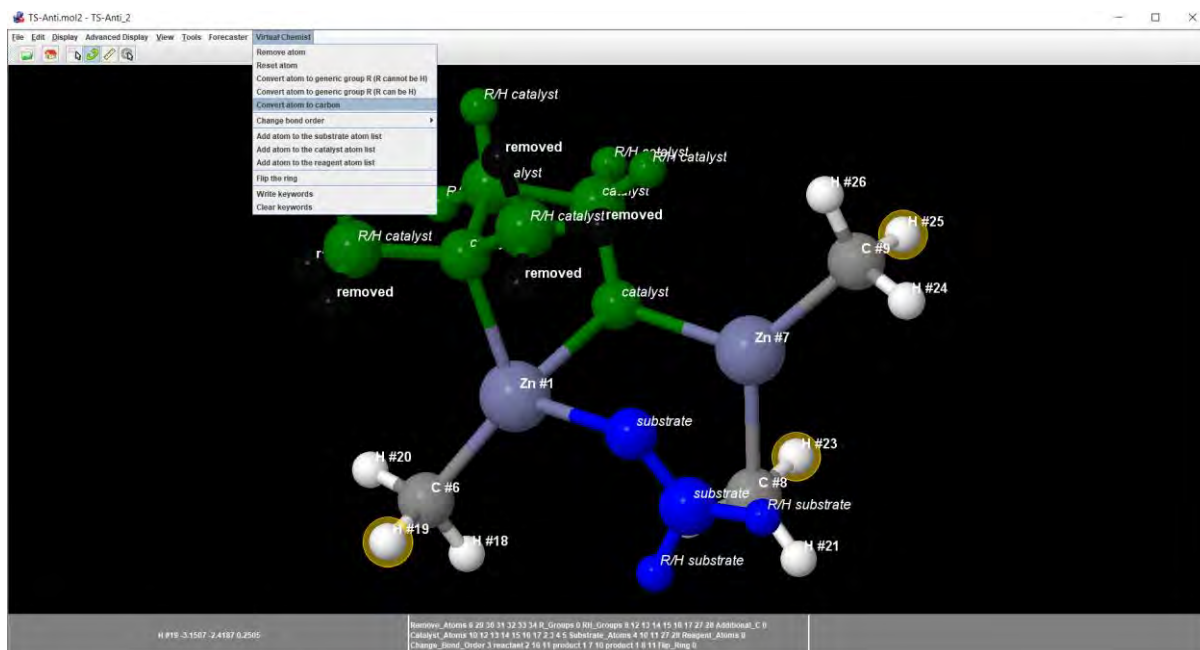 TS-Anti.mol2 - TS-Anti_2
File Edit Display Advanced Display View Tools Forecaster Virtual Chemist
Remove atom
Reset atom
Convert atom to generic group R (R cannot be H)
Convert atom to generic group R (R can be H)
Convert atom to carbon
Change bond order
Add atom to the substrate atom list
Add atom to the catalyst atom list
Add atom to the reagent atom list
Flip the ring
Write keywords
Clear keywords
R/H catalyst
removed
R/H catalyst
R/H catalyst
H #26
R/H catalyst
removed
H #25
R/H catalyst
C #9
removed
removed
catalyst
H #24
Zn #7
Zn #1
substrate
H #23
H #20
C #8
C #6
substrate
R/H substrate
H #19
H #18
H #21
R/H substrate
H #19 -3.1507 -2.4187 0.2505
Remove_Atoms 9 29 30 31 32 33 34 R_Groups 0 RH_Groups 8 12 13 14 15 16 17 27 28 Additional_C 0
Catalyst_Atoms 10 12 13 14 15 16 17 2 3 4 5 Substrate_Atoms 4 10 11 27 28 Reagent_Atoms 0
Change_Bond_Order 3 reactant 2 10 11 product 1 7 10 product 1 8 11 Flip_Ring 0